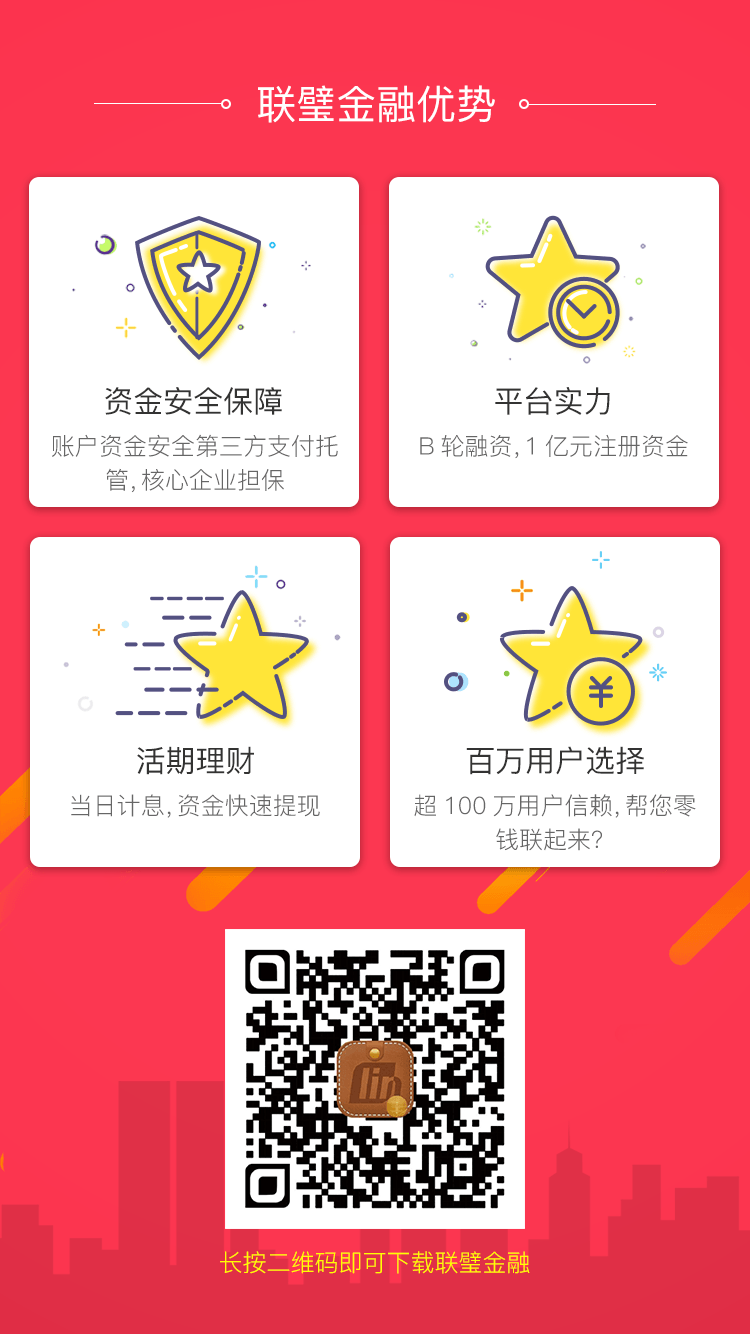 联璧金融优势
资金安全保障
账户资金安全第三方支付托
管,核心企业担保
平台实力
B 轮融资,1 亿元注册资金
活期理财
当日计息,资金快速提现
百万用户选择
超 100 万用户信赖,帮您零
钱联起来?
¥
lin
长按二维码即可下载联璧金融